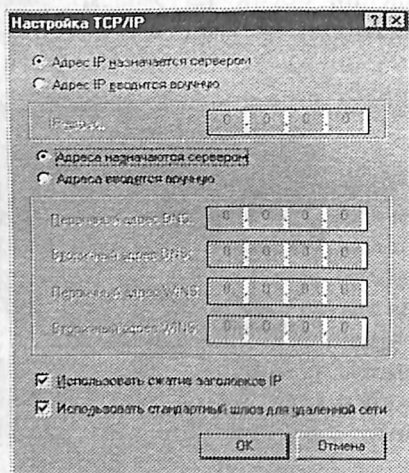 Настройка TCP/IP
Адрес IP назначается сервером
Адрес IP вводится вручную
IP-адрес: 0 . 0 . 0 . 0
Адреса назначаются сервером
Адреса вводятся вручную
Первичный адрес DNS: 0 . 0 . 0 . 0
Вторичный адрес DNS: 0 . 0 . 0 . 0
Первичный адрес WINS: 0 . 0 . 0 . 0
Вторичный адрес WINS: 0 . 0 . 0 . 0
Использовать сжатие заголовков IP
Использовать стандартный шлюз для удаленной сети
OK Отмена